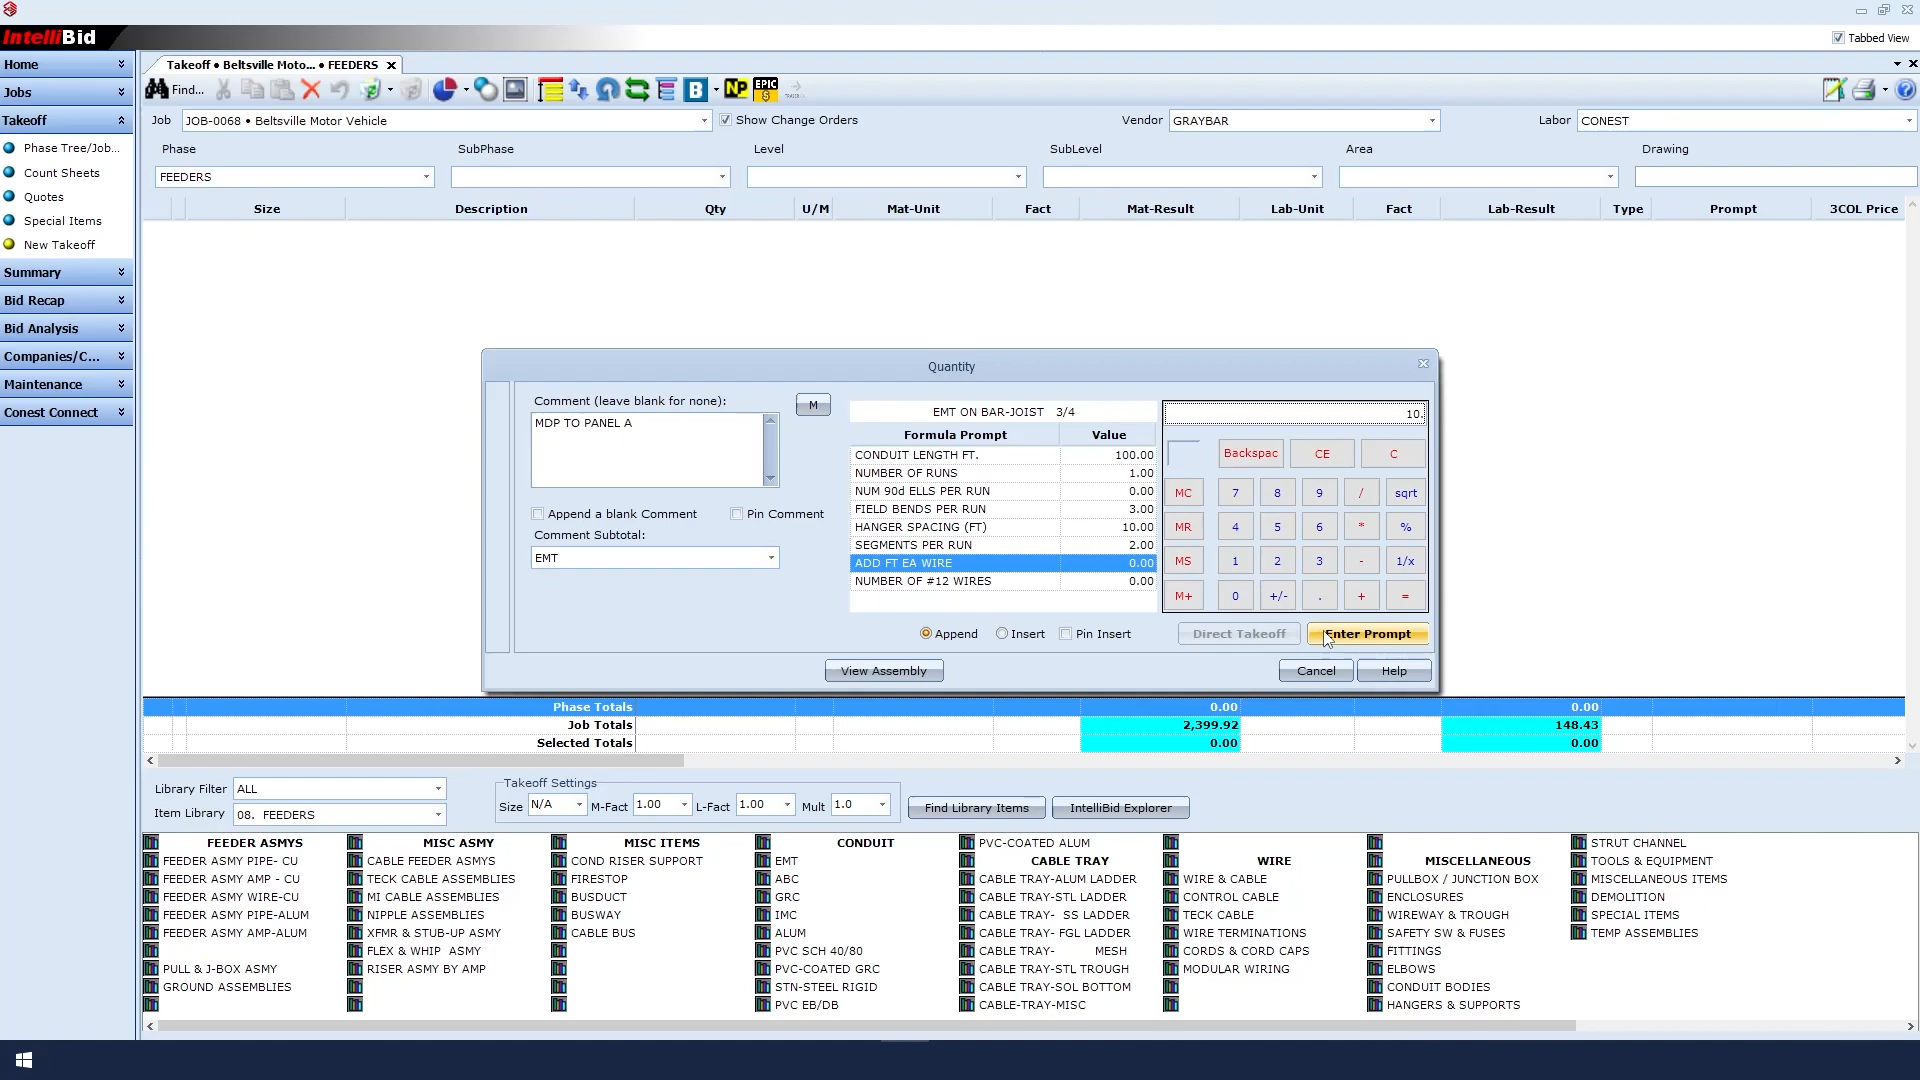 IntelliBid
Tabbed View
Home
Jobs
Takeoff
Phase Tree/Job...
Count Sheets
Quotes
Special Items
New Takeoff
Summary
Bid Recap
Bid Analysis
Companies/C...
Maintenance
Conest Connect
Takeoff • Beltsville Moto... • FEEDERS
Find...
B
NP
EPIC
$
Job JOB-0068 • Beltsville Motor Vehicle Show Change Orders Vendor GRAYBAR Labor CONEST
Phase SubPhase Level SubLevel Area Drawing
FEEDERS
Size Description Qty U/M Mat-Unit Fact Mat-Result Lab-Unit Fact Lab-Result Type Prompt 3COL Price
Quantity
Comment (leave blank for none):
M
MDP TO PANEL A
Append a blank Comment Pin Comment
Comment Subtotal:
EMT
EMT ON BAR-JOIST 3/4
Formula Prompt Value
CONDUIT LENGTH FT. 100.00
NUMBER OF RUNS 1.00
NUM 90d ELLS PER RUN 0.00
FIELD BENDS PER RUN 3.00
HANGER SPACING (FT) 10.00
SEGMENTS PER RUN 2.00
ADD FT EA WIRE 0.00
NUMBER OF #12 WIRES 0.00
10.
Backspac CE C
MC 7 8 9 / sqrt
MR 4 5 6 * %
MS 1 2 3 - 1/x
M+ 0 +/- . + =
Append Insert Pin Insert Direct Takeoff Enter Prompt
View Assembly Cancel Help
Phase Totals 0.00 0.00
Job Totals 2,399.92 148.43
Selected Totals 0.00 0.00
Library Filter ALL
Item Library 08. FEEDERS
Takeoff Settings
Size N/A M-Fact 1.00 L-Fact 1.00 Mult 1.0
Find Library Items IntelliBid Explorer
FEEDER ASMYS
FEEDER ASMY PIPE- CU
FEEDER ASMY AMP - CU
FEEDER ASMY WIRE-CU
FEEDER ASMY PIPE-ALUM
FEEDER ASMY AMP-ALUM
PULL & J-BOX ASMY
GROUND ASSEMBLIES
MISC ASMY
CABLE FEEDER ASMYS
TECK CABLE ASSEMBLIES
MI CABLE ASSEMBLIES
NIPPLE ASSEMBLIES
XFMR & STUB-UP ASMY
FLEX & WHIP ASMY
RISER ASMY BY AMP
MISC ITEMS
COND RISER SUPPORT
FIRESTOP
BUSDUCT
BUSWAY
CABLE BUS
CONDUIT
EMT
ABC
GRC
IMC
ALUM
PVC SCH 40/80
PVC-COATED GRC
STN-STEEL RIGID
PVC EB/DB
PVC-COATED ALUM
CABLE TRAY
CABLE TRAY-ALUM LADDER
CABLE TRAY-STL LADDER
CABLE TRAY- SS LADDER
CABLE TRAY- FGL LADDER
CABLE TRAY- MESH
CABLE TRAY-STL TROUGH
CABLE TRAY-SOL BOTTOM
CABLE-TRAY-MISC
WIRE
WIRE & CABLE
CONTROL CABLE
TECK CABLE
WIRE TERMINATIONS
CORDS & CORD CAPS
MODULAR WIRING
MISCELLANEOUS
PULLBOX / JUNCTION BOX
ENCLOSURES
WIREWAY & TROUGH
SAFETY SW & FUSES
FITTINGS
ELBOWS
CONDUIT BODIES
HANGERS & SUPPORTS
STRUT CHANNEL
TOOLS & EQUIPMENT
MISCELLANEOUS ITEMS
DEMOLITION
SPECIAL ITEMS
TEMP ASSEMBLIES